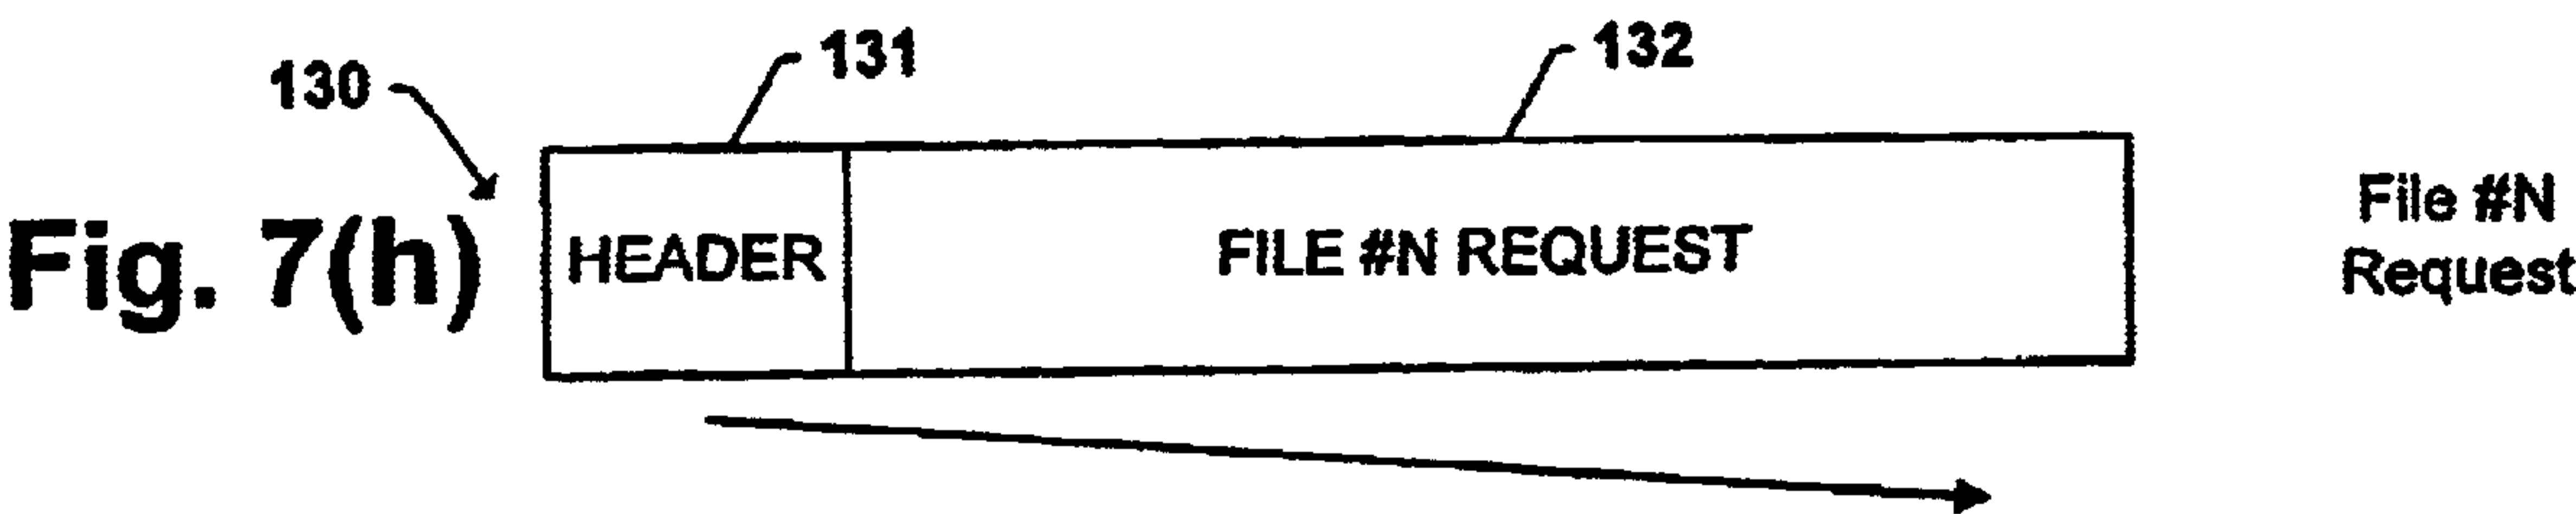 130
131
132
Fig. 7(h)
HEADER
FILE #N REQUEST
File #N
Request